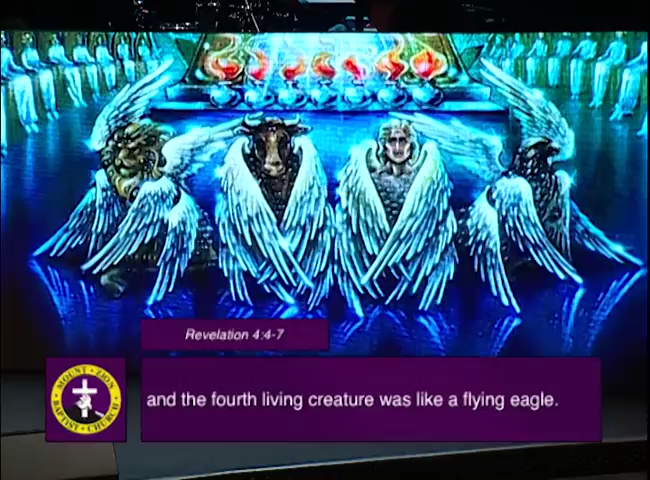 Revelation 4:4-7
MOUNT ZION
BAPTIST CHURCH
and the fourth living creature was like a flying eagle.